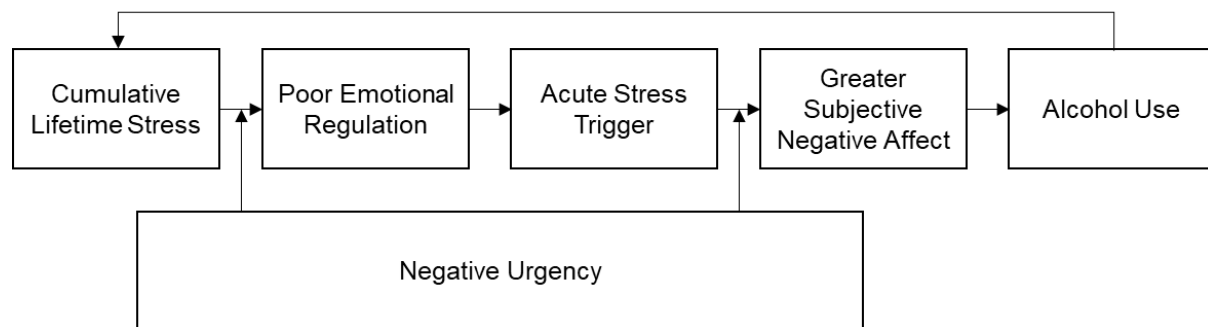 Cumulative
Lifetime Stress
Poor Emotional
Regulation
Acute Stress
Trigger
Greater
Subjective
Negative Affect
Alcohol Use
Negative Urgency